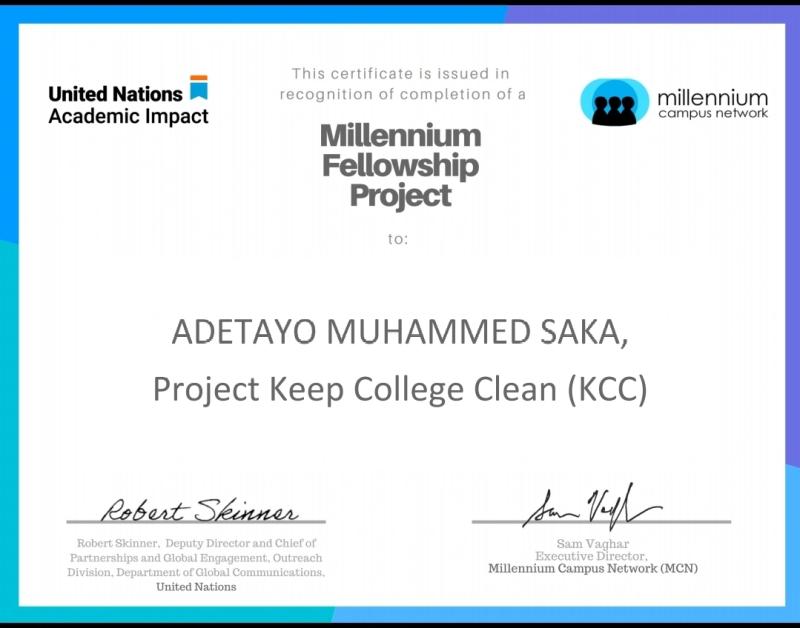 United Nations
Academic Impact
This certificate is issued in
recognition of completion of a
millennium
campus network
Millennium
Fellowship
Project
to:
ADETAYO MUHAMMED SAKA,
Project Keep College Clean (KCC)
Robert Skinner
Robert Skinner, Deputy Director and Chief of
Partnerships and Global Engagement, Outreach
Division, Department of Global Communications,
United Nations
Sam Vaghar
Executive Director,
Millennium Campus Network (MCN)